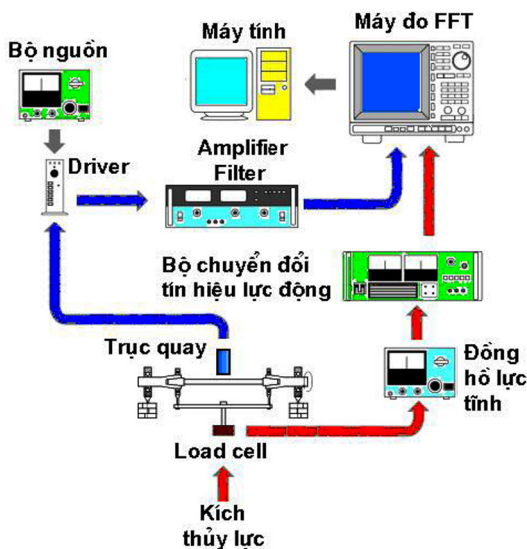 Bộ nguồn
Máy tính
Máy đo FFT
Driver
Amplifier
Filter
Bộ chuyển đổi
tín hiệu lực động
Trục quay
Đồng
hồ lực
tĩnh
Load cell
Kích
thủy lực